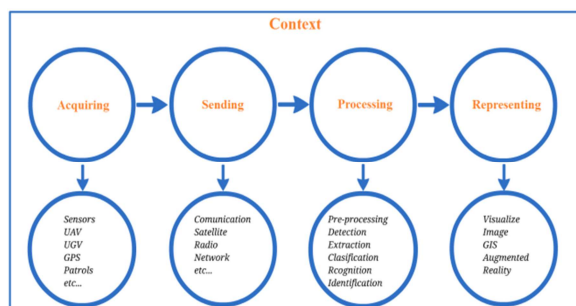 Context
Acquiring
Sending
Processing
Representing
Sensors
UAV
UGV
GPS
Patrols
etc...
Comunication
Satellite
Radio
Network
etc...
Pre-processing
Detection
Extraction
Clasification
Rcognition
Identification
Visualize
Image
GIS
Augmented
Reality